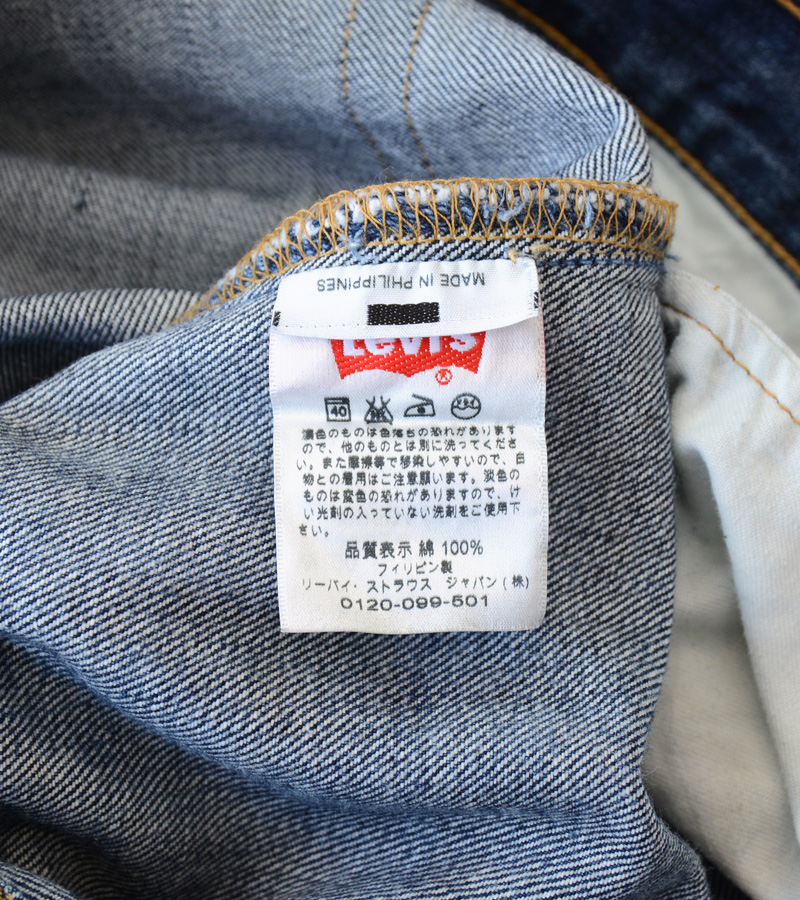 MADE IN PHILIPPINES
Levi's
®
40
濃色のものは色落ちの恐れがあります
ので、他のものとは別に洗ってくださ
い。また摩擦等で移染しやすいので、白
物との着用はご注意願います。淡色の
ものは変色の恐れがありますので、け
い光剤の入っていない洗剤をご使用下
さい。
品質表示 綿 100%
フィリピン製
リーバイ・ストラウス ジャパン(株)
0120-099-501